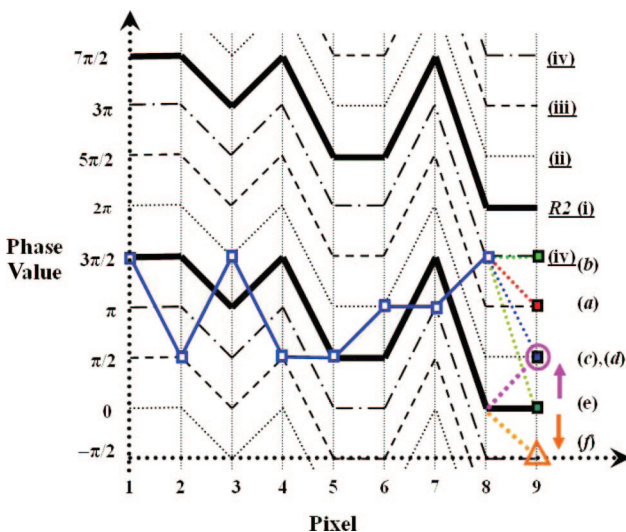 7π/2
(iv)
3π
(iii)
5π/2
(ii)
2π
R2 (i)
Phase
Value
3π/2
(iv) (b)
π
(a)
π/2
(c),(d)
0
(e)
−π/2
(f)
1 2 3 4 5 6 7 8 9
Pixel